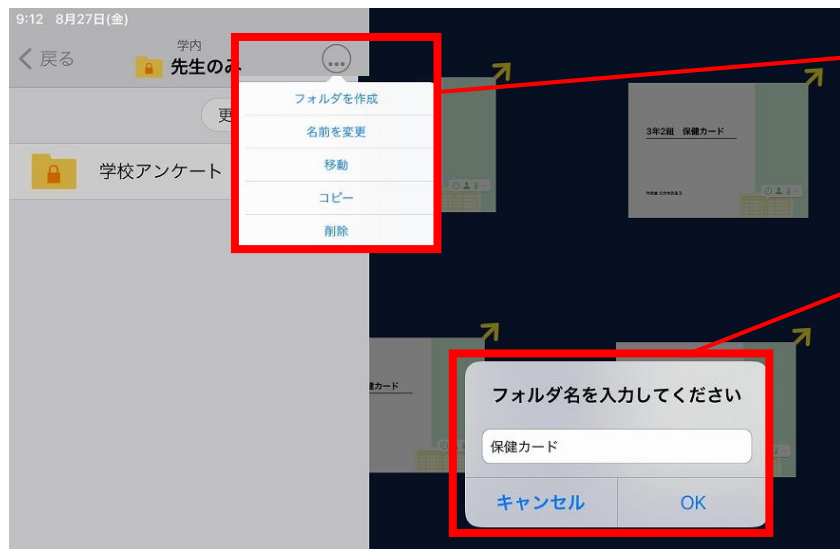 9:12 8月27日(金)
戻る
学内
先生のみ
フォルダを作成
更
名前を変更
学校アンケート
移動
コピー
削除
3年2組 保健カード
健カード
フォルダ名を入力してください
保健カード
キャンセル
OK